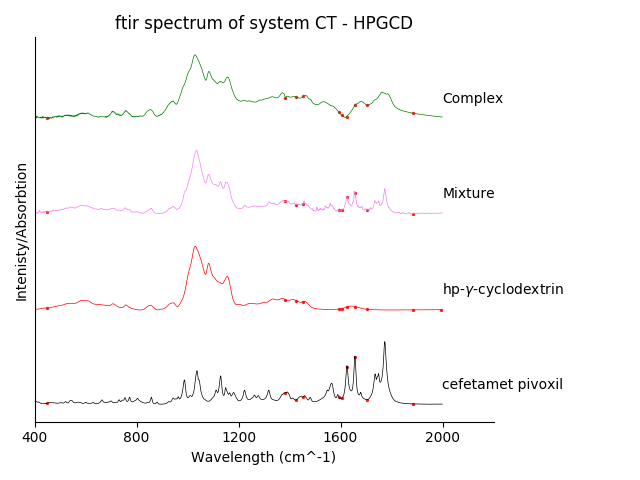 ftir spectrum of system CT - HPGCD
Complex
Mixture
hp-γ-cyclodextrin
cefetamet pivoxil
Intenisty/Absorbtion
400 800 1200 1600 2000
Wavelength (cm^-1)